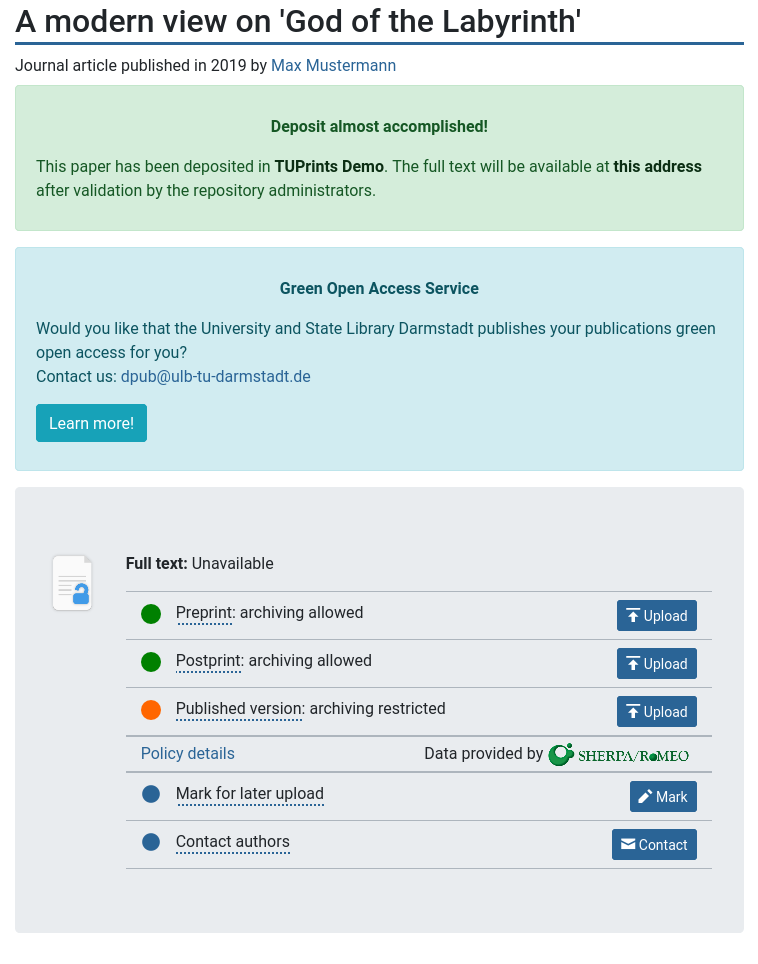 A modern view on 'God of the Labyrinth'
Journal article published in 2019 by Max Mustermann
Deposit almost accomplished!
This paper has been deposited in TUPrints Demo. The full text will be available at this address
after validation by the repository administrators.
Green Open Access Service
Would you like that the University and State Library Darmstadt publishes your publications green
open access for you?
Contact us: dpub@ulb-tu-darmstadt.de
Learn more!
Full text: Unavailable
Preprint: archiving allowed Upload
Postprint: archiving allowed Upload
Published version: archiving restricted Upload
Policy details Data provided by SHERPA/RoMEO
Mark for later upload Mark
Contact authors Contact